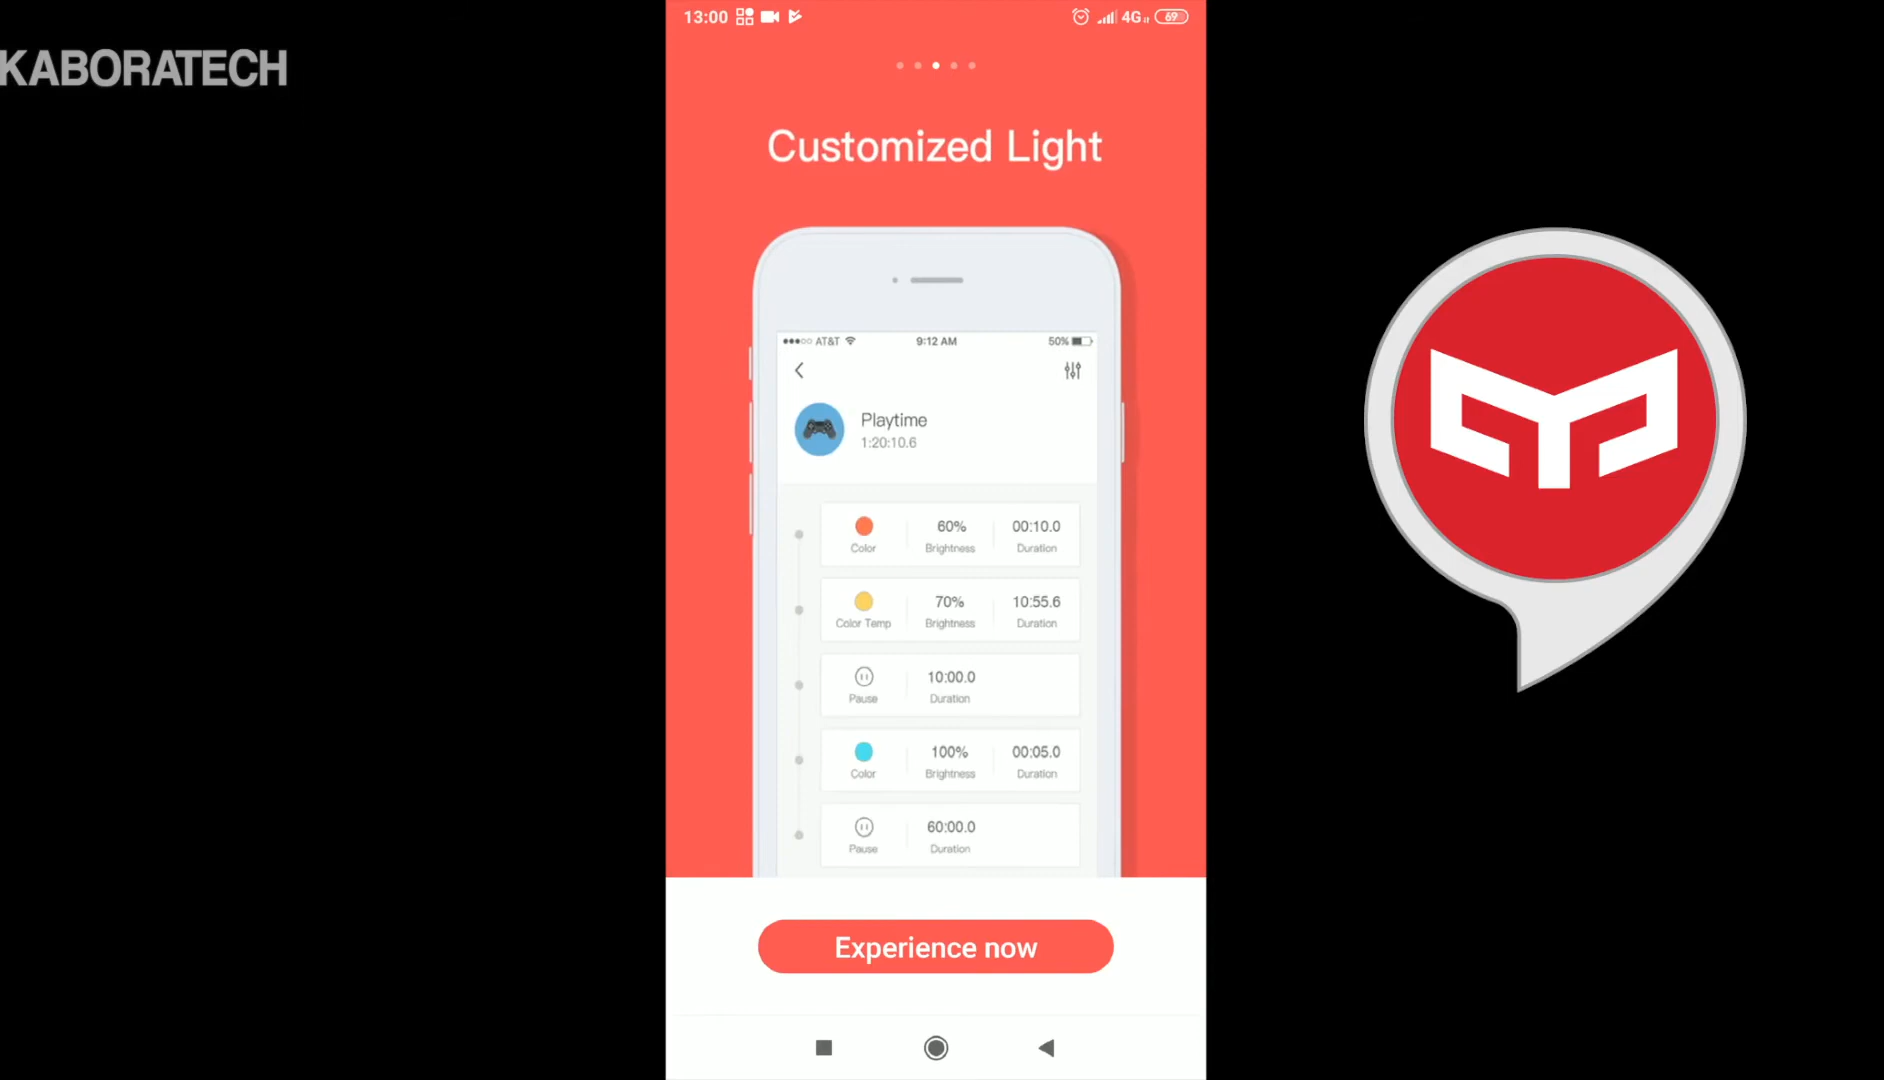 KABORATECH
13:00
4G
69
Customized Light
AT&T 9:12 AM 50%
Playtime
1:20:10.6
60% 00:10.0
Color Brightness Duration
70% 10:55.6
Color Temp Brightness Duration
10:00.0
Pause Duration
100% 00:05.0
Color Brightness Duration
60:00.0
Pause Duration
Experience now